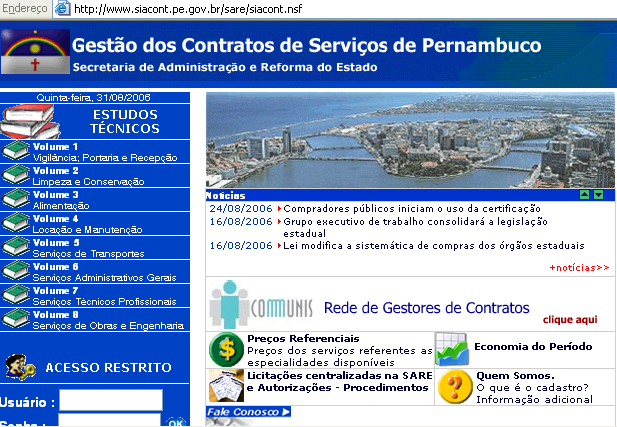 Endereço http://www.siacont.pe.gov.br/sare/siacont.nsf
Gestão dos Contratos de Serviços de Pernambuco
Secretaria de Administração e Reforma do Estado
Quinta-feira, 31/08/2006
ESTUDOS
TÉCNICOS
Volume 1
Vigilância; Portaria e Recepção
Volume 2
Limpeza e Conservação
Volume 3
Alimentação
Volume 4
Locação e Manutenção
Volume 5
Serviços de Transportes
Volume 6
Serviços Administrativos Gerais
Volume 7
Serviços Técnicos Profissionais
Volume 8
Serviços de Obras e Engenharia
ACESSO RESTRITO
Usuário :
Senha :
OK
Notícias
24/08/2006 Compradores públicos iniciam o uso da certificação
16/08/2006 Grupo executivo de trabalho consolidará a legislação
estadual
16/08/2006 Lei modifica a sistemática de compras dos órgãos estaduais
+notícias>>
COMMUNIS Rede de Gestores de Contratos
clique aqui
Preços Referenciais
Preços dos serviços referentes as
especialidades disponíveis
Economia do Período
Licitações centralizadas na SARE
e Autorizações - Procedimentos
Quem Somos.
O que é o cadastro?
Informação adicional
Fale Conosco